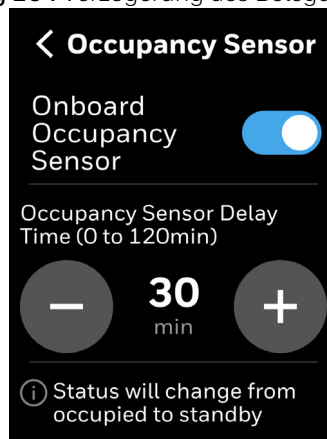 Occupancy Sensor
Onboard
Occupancy
Sensor
Occupancy Sensor Delay
Time (0 to 120min)
30
min
Status will change from
occupied to standby